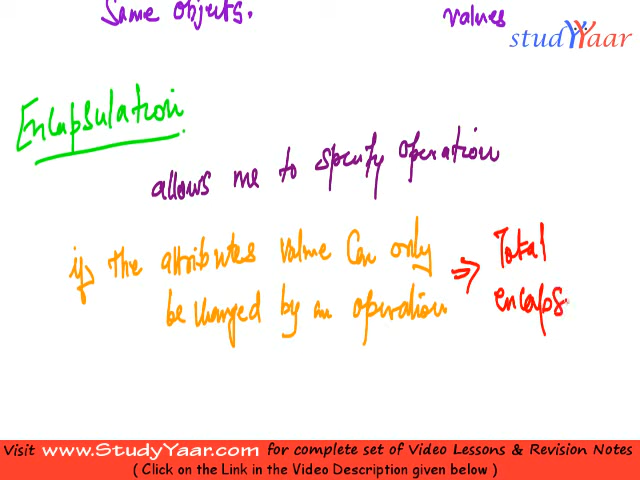 Same objects.
values
studYYaar
Encapsulation
allows me to specify operation
if the attributes value can only
be changed by an operation
⇒ Total
encaps
Visit www.StudyYaar.com for complete set of Video Lessons & Revision Notes
( Click on the Link in the Video Description given below )